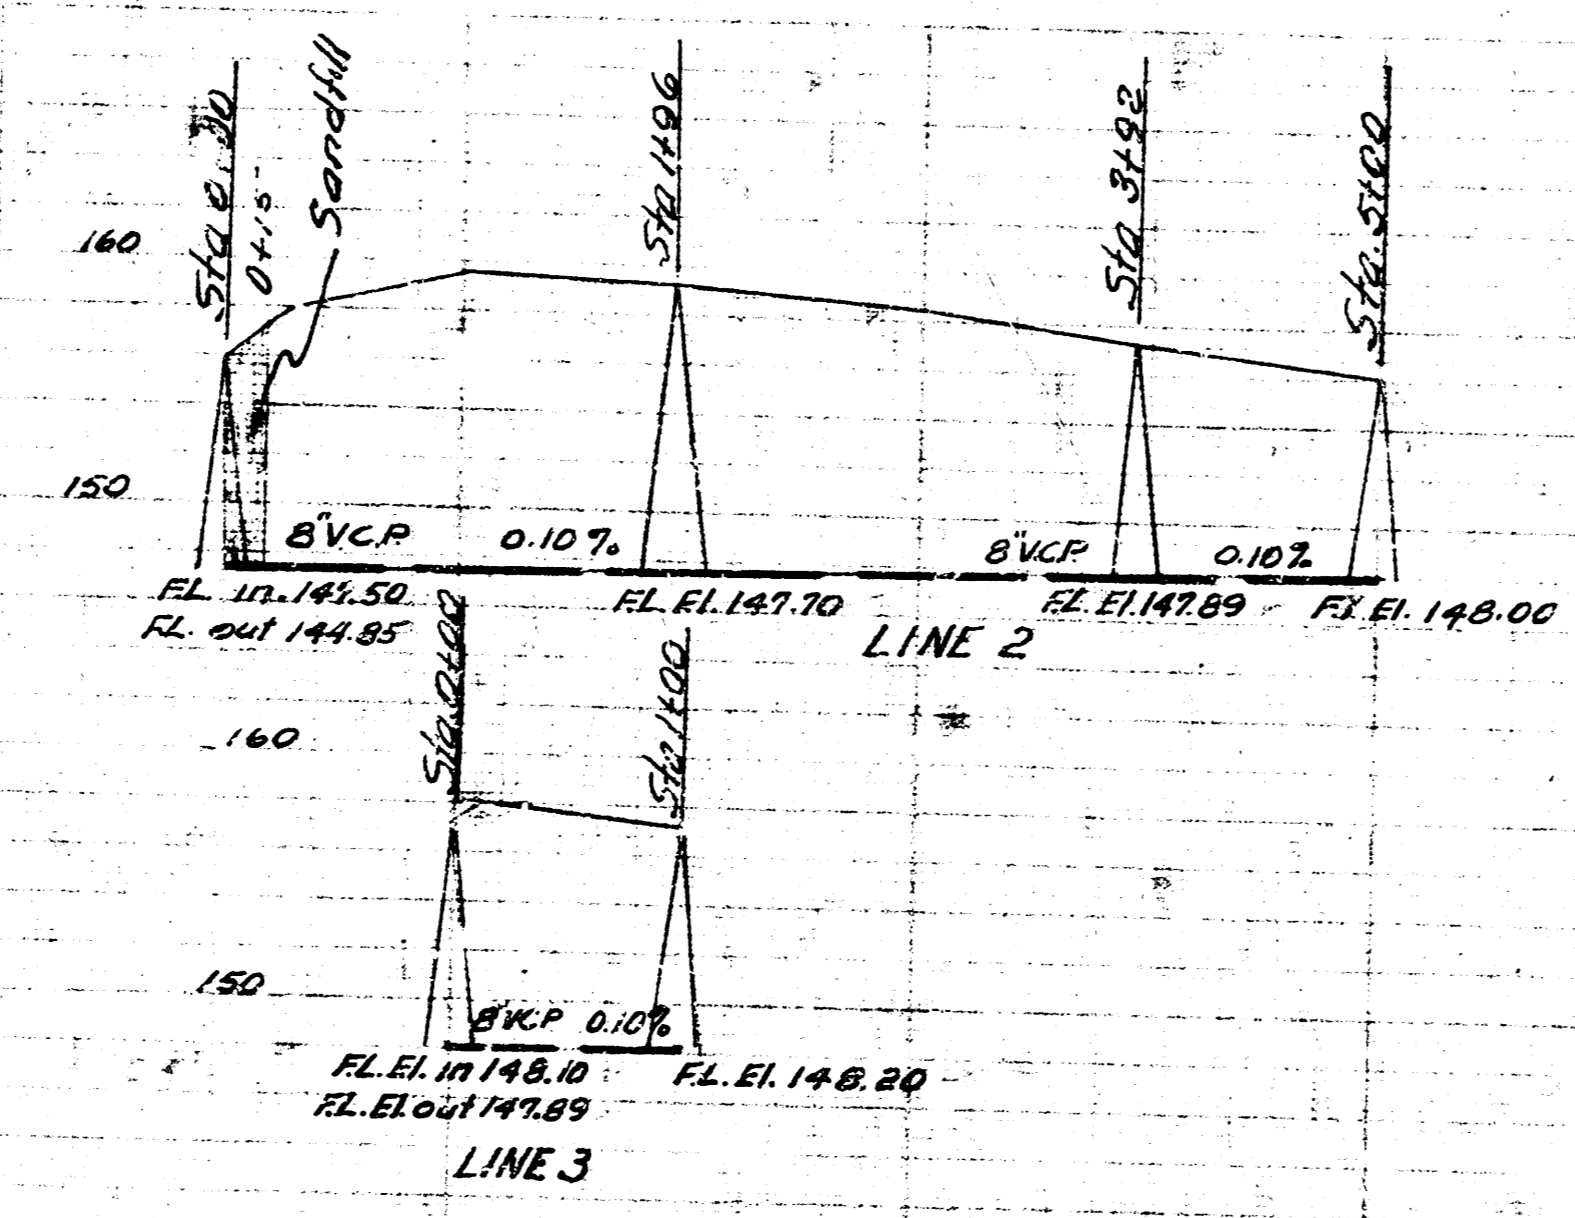 Sta 0+00
0+15
Sandfill
Sta 1+96
Sta 3+92
Sta. 5+00
160
150
8" V.C.P. 0.10%
8" V.C.P. 0.10%
F.L. in. 147.50
F.L. out 144.85
F.L. El. 147.70
F.L. El. 147.89
F.L. El. 148.00
LINE 2
Sta. 0+00
Sta 1+00
160
150
8" V.C.P 0.10%
F.L. El. in 148.10
F.L. El. out 147.89
F.L. El. 148.20
LINE 3